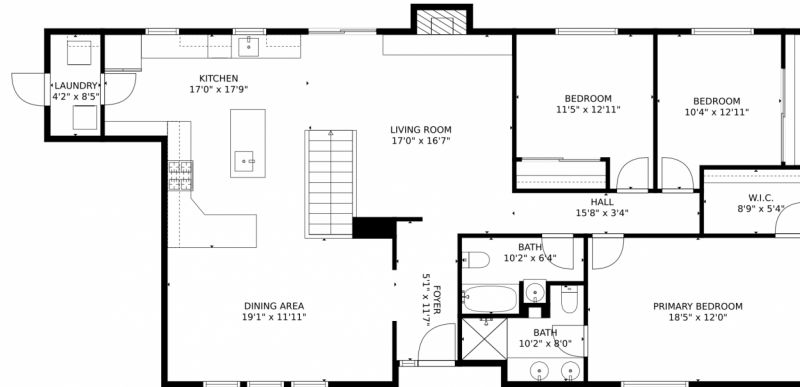 KITCHEN
17'0" x 17'9"
LAUNDRY
4'2" x 8'5"
BEDROOM
11'5" x 12'11"
BEDROOM
10'4" x 12'11"
LIVING ROOM
17'0" x 16'7"
HALL
15'8" x 3'4"
W.I.C.
8'9" x 5'4"
BATH
10'2" x 6'4"
FOYER
5'1" x 11'7"
DINING AREA
19'1" x 11'11"
PRIMARY BEDROOM
18'5" x 12'0"
BATH
10'2" x 8'0"